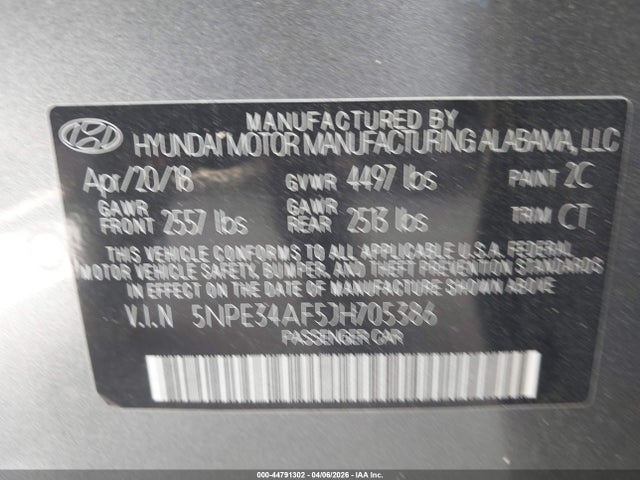 MANUFACTURED BY
HYUNDAI MOTOR MANUFACTURING ALABAMA, LLC
Apr/20/18 GVWR 4497 lbs PAINT 2C
GAWR FRONT 2557 lbs GAWR REAR 2513 lbs TRIM CT
THIS VEHICLE CONFORMS TO ALL APPLICABLE U.S.A. FEDERAL
MOTOR VEHICLE SAFETY, BUMPER, AND THEFT PREVENTION STANDARDS
IN EFFECT ON THE DATE OF MANUFACTURE SHOWN ABOVE.
V.I.N 5NPE34AF5JH705386
PASSENGER CAR
000-44791302 - 04/06/2026 - IAA Inc.